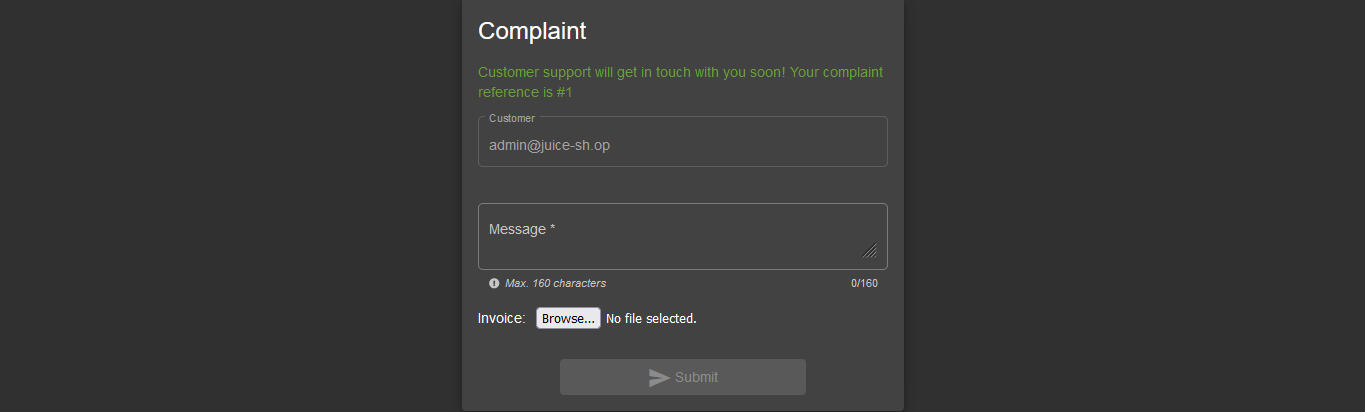 Complaint
Customer support will get in touch with you soon! Your complaint
reference is #1
Customer
admin@juice-sh.op
Message *
Max. 160 characters 0/160
Invoice: Browse... No file selected.
Submit